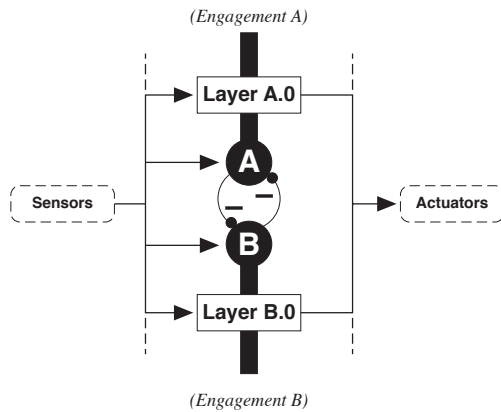 (Engagement A)
Layer A.0
A
Sensors
Actuators
B
Layer B.0
(Engagement B)